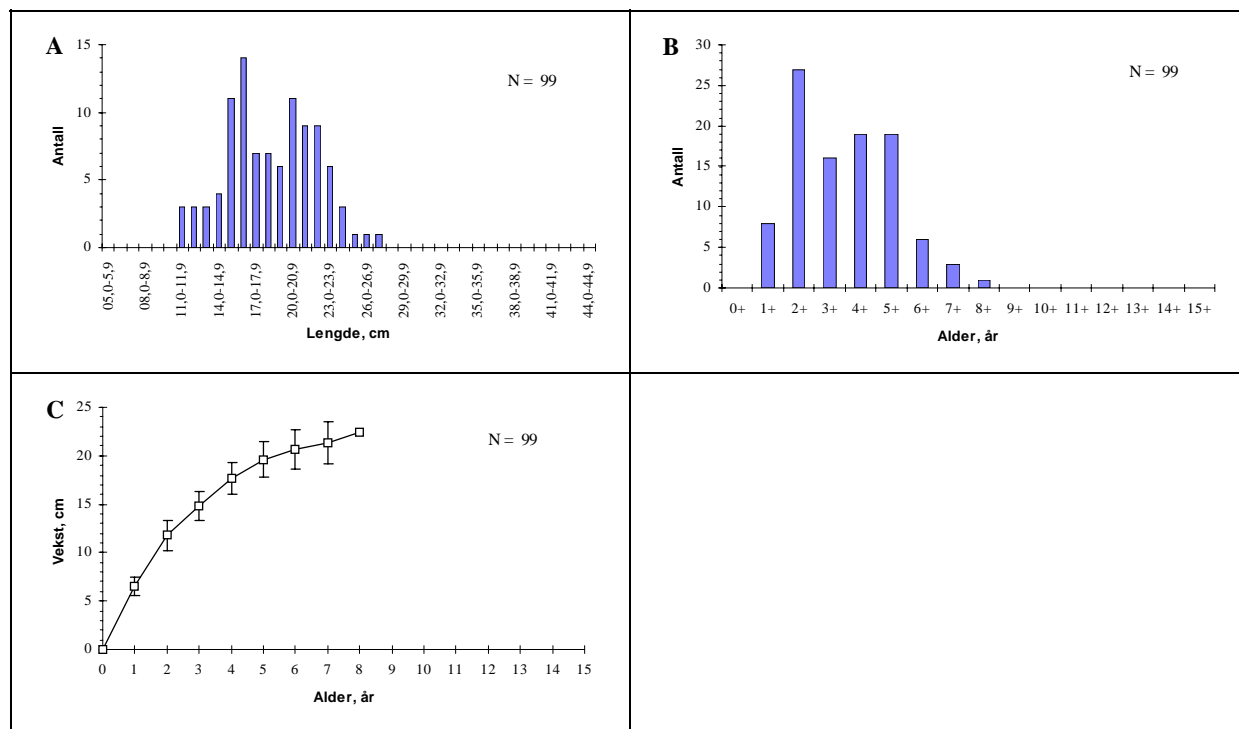 A
N = 99
Antall
15
10
5
0
05,0-5,9
08,0-8,9
11,0-11,9
14,0-14,9
17,0-17,9
20,0-20,9
23,0-23,9
26,0-26,9
29,0-29,9
32,0-32,9
35,0-35,9
38,0-38,9
41,0-41,9
44,0-44,9
Lengde, cm
B
N = 99
Antall
30
25
20
15
10
5
0
0+ 1+ 2+ 3+ 4+ 5+ 6+ 7+ 8+ 9+ 10+ 11+ 12+ 13+ 14+ 15+
Alder, år
C
N = 99
Vekst, cm
25
20
15
10
5
0
0 1 2 3 4 5 6 7 8 9 10 11 12 13 14 15
Alder, år